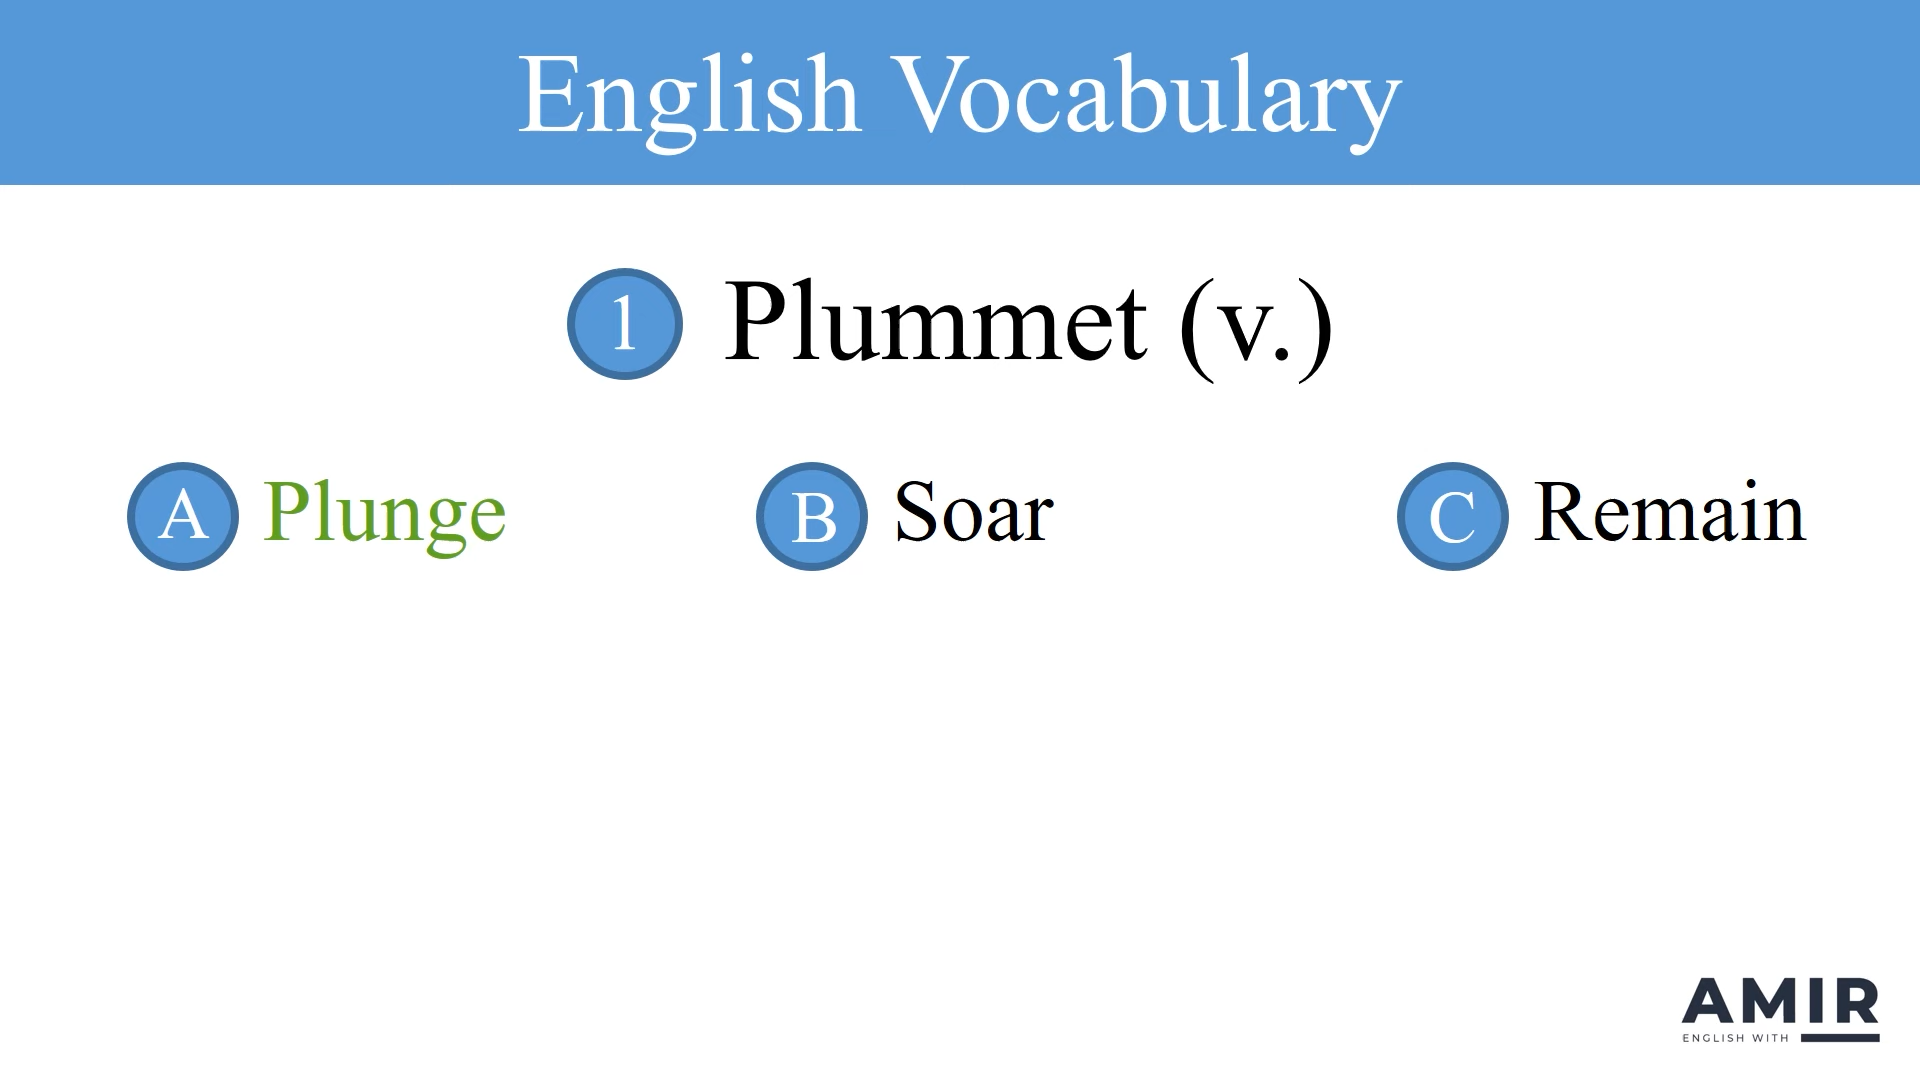 English Vocabulary
1 Plummet (v.)
A Plunge B Soar C Remain
AMIR
ENGLISH WITH